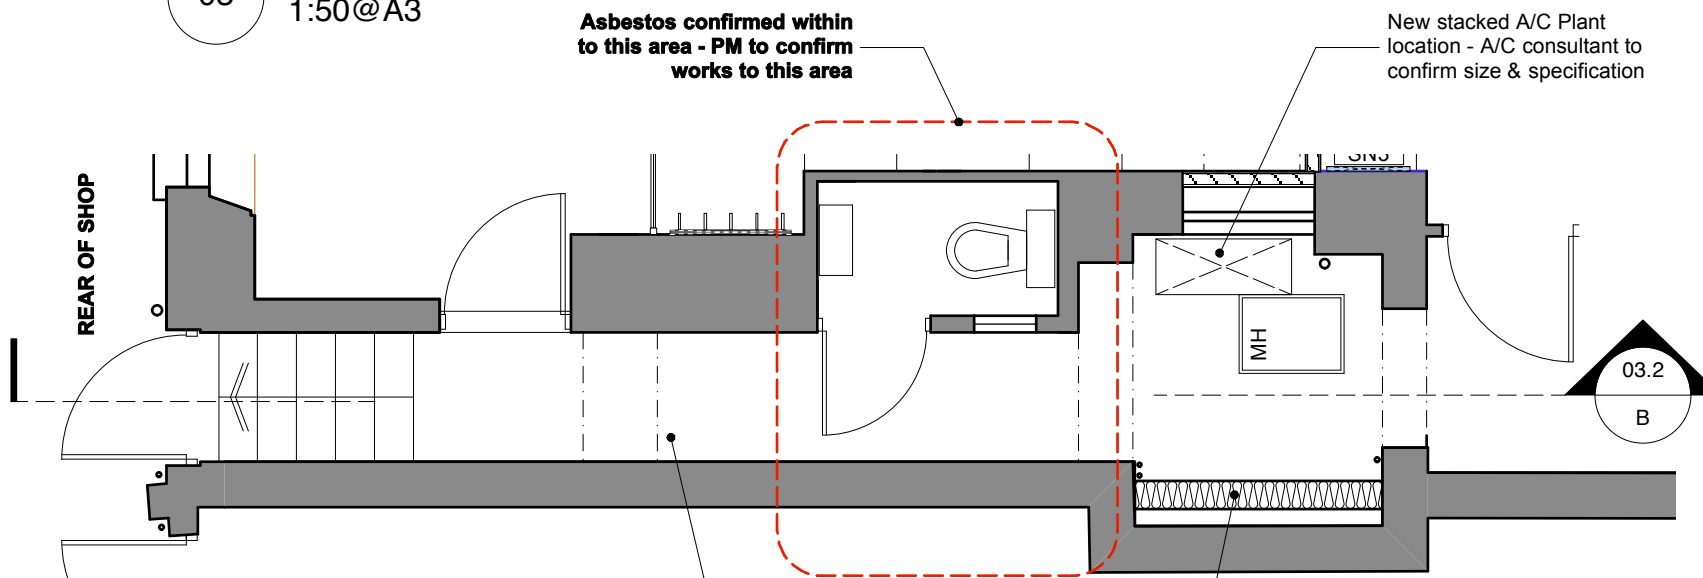 1:50@A3
Asbestos confirmed within
to this area - PM to confirm
works to this area
New stacked A/C Plant
location - A/C consultant to
confirm size & specification
REAR OF SHOP
MH
03.2
B